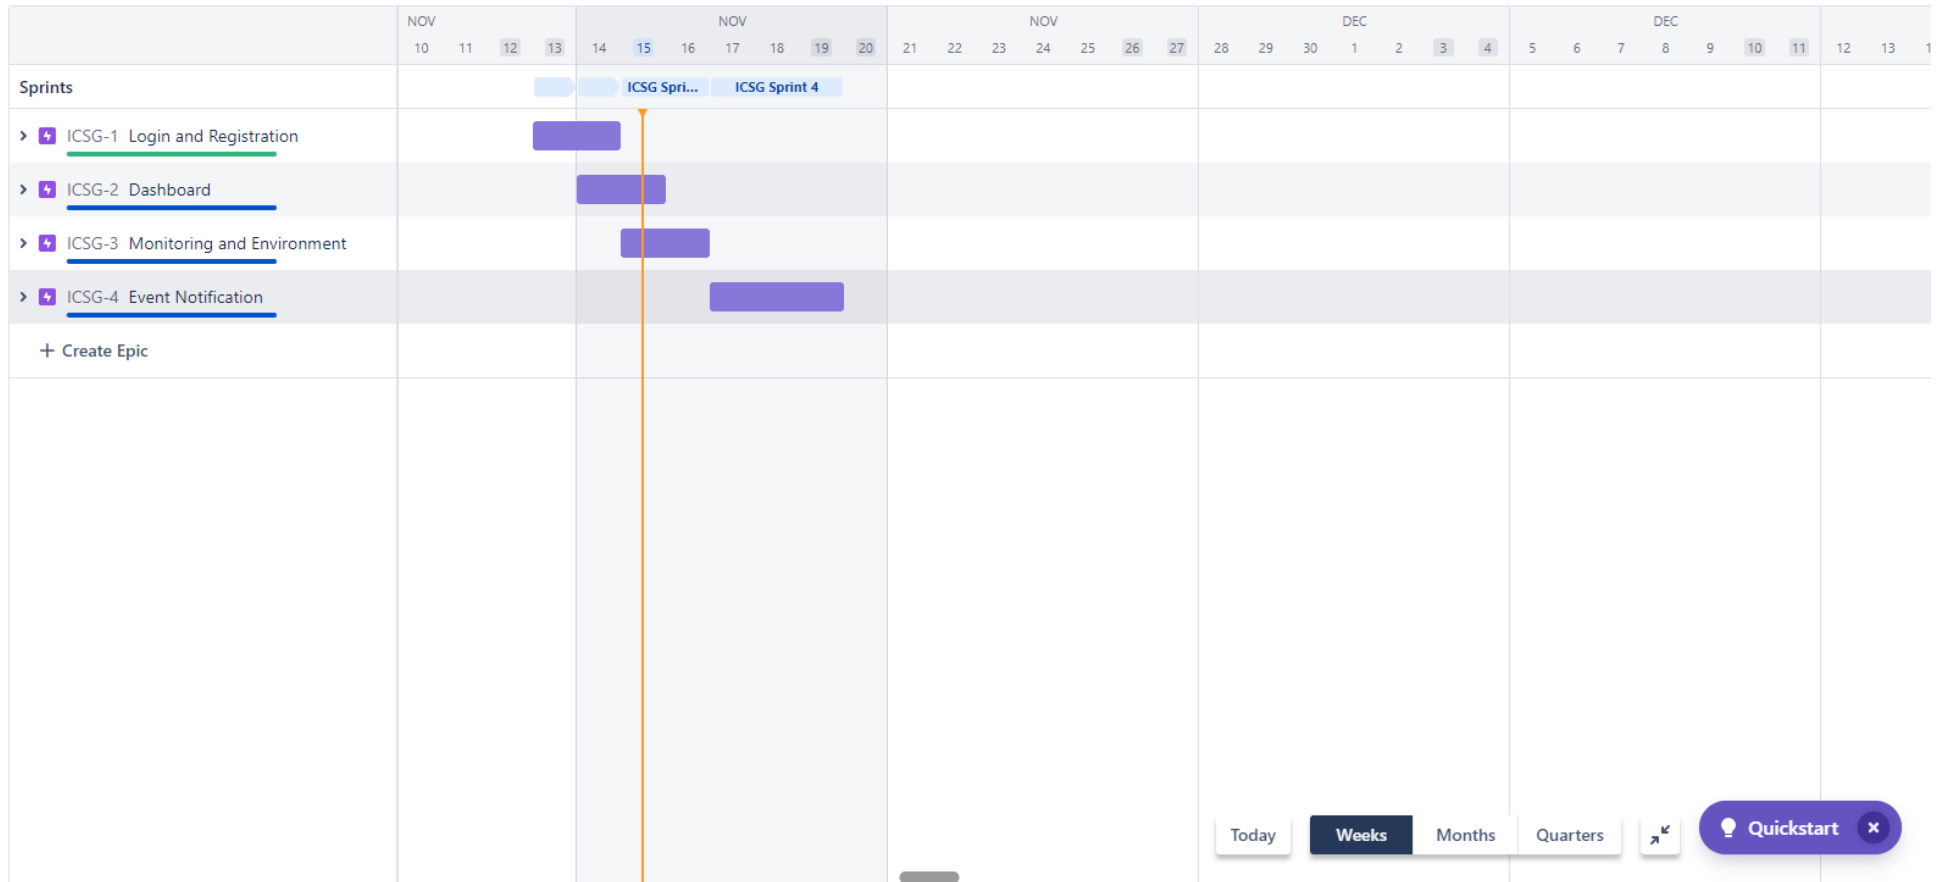 NOV NOV NOV DEC DEC
10 11 12 13 14 15 16 17 18 19 20 21 22 23 24 25 26 27 28 29 30 1 2 3 4 5 6 7 8 9 10 11 12 13
Sprints ICSG Spri... ICSG Sprint 4
ICSG-1 Login and Registration
ICSG-2 Dashboard
ICSG-3 Monitoring and Environment
ICSG-4 Event Notification
+ Create Epic
Today Weeks Months Quarters Quickstart